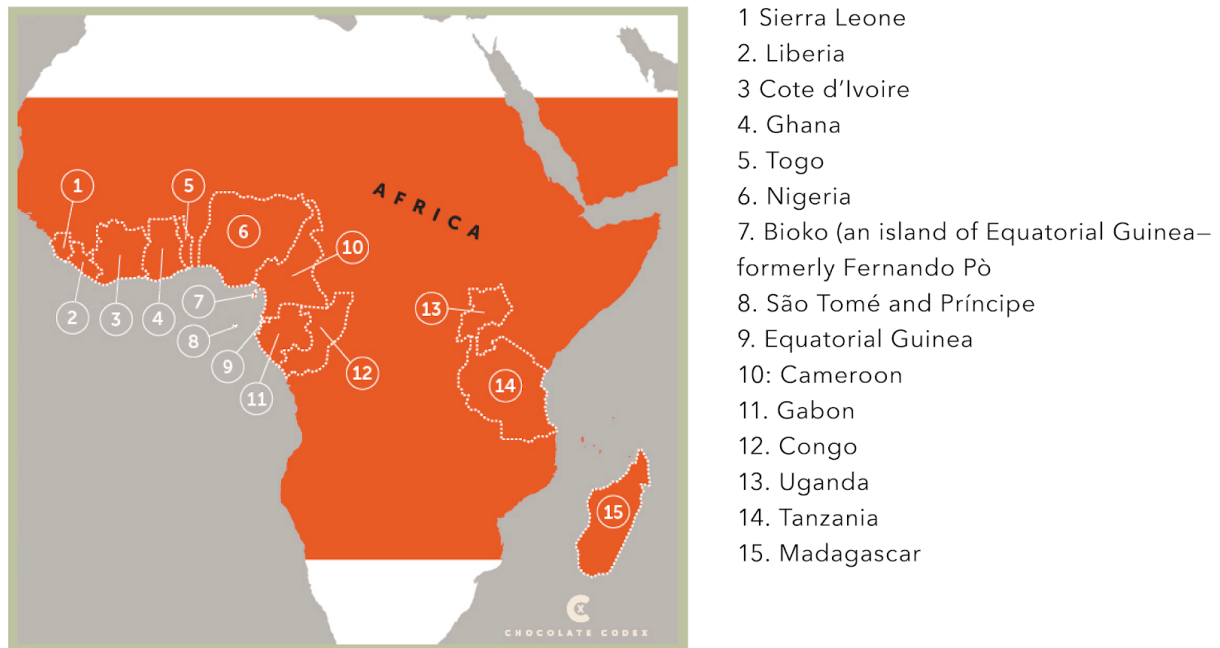 AFRICA
1
2
3
4
5
6
7
8
9
10
11
12
13
14
15
CX
CHOCOLATE CODEX
1 Sierra Leone
2. Liberia
3 Cote d’Ivoire
4. Ghana
5. Togo
6. Nigeria
7. Bioko (an island of Equatorial Guinea—
formerly Fernando Pò
8. São Tomé and Príncipe
9. Equatorial Guinea
10: Cameroon
11. Gabon
12. Congo
13. Uganda
14. Tanzania
15. Madagascar